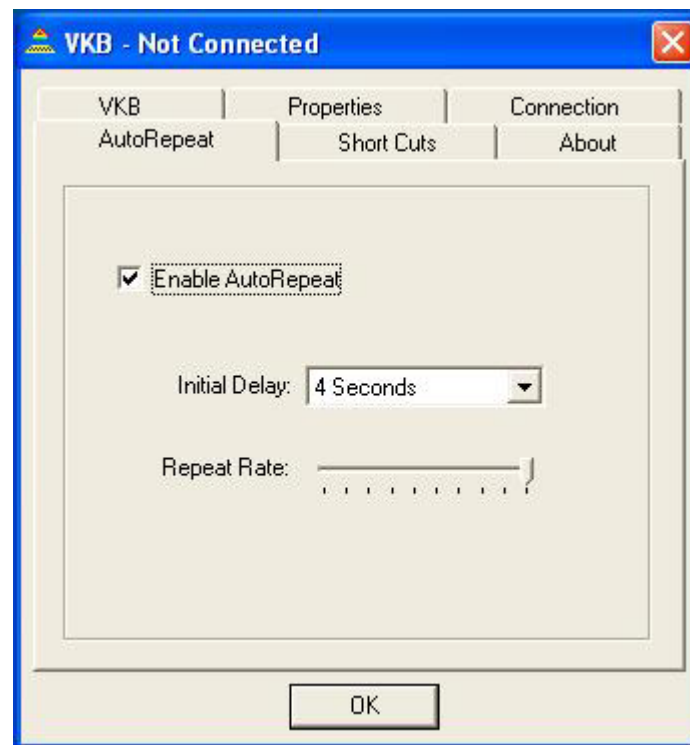 VKB - Not Connected
VKB Properties Connection
AutoRepeat Short Cuts About
Enable AutoRepeat
Initial Delay: 4 Seconds
Repeat Rate:
OK